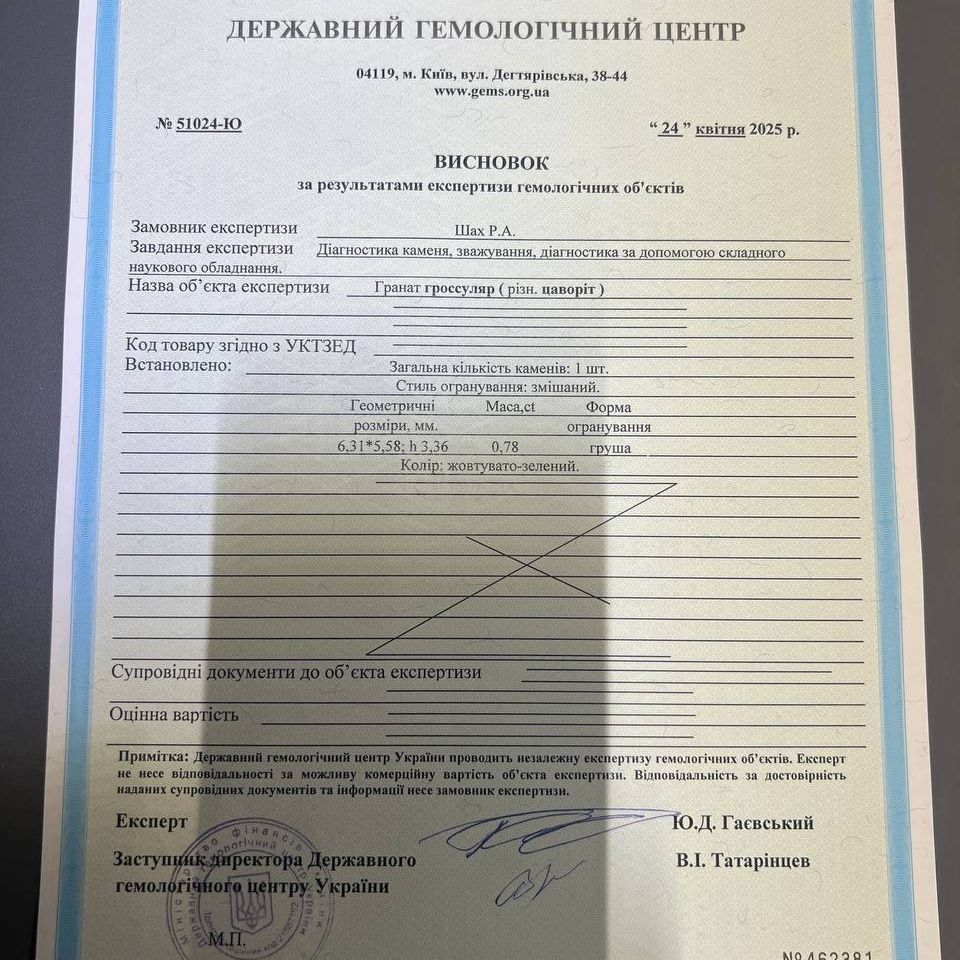 ДЕРЖАВНИЙ ГЕМОЛОГІЧНИЙ ЦЕНТР
04119, м. Київ, вул. Дегтярівська, 38-44
www.gems.org.ua
№ 51024-Ю
“ 24 ” квітня 2025 р.
ВИСНОВОК
за результатами експертизи гемологічних об'єктів
Замовник експертизи Шах Р.А.
Завдання експертизи Діагностика каменя, зважування, діагностика за допомогою складного
наукового обладнання.
Назва об’єкта експертизи Гранат гроссуляр ( різн. цаворіт )
Код товару згідно з УКТЗЕД
Встановлено: Загальна кількість каменів: 1 шт.
Стиль огранування: змішаний.
Геометричні Маса,ct Форма
розміри, мм. огранування
6,31*5,58; h 3,36 0,78 груша
Колір: жовтувато-зелений.
Супровідні документи до об’єкта експертизи
Оцінна вартість
Примітка: Державний гемологічний центр України проводить незалежну експертизу гемологічних об’єктів. Експерт
не несе відповідальності за можливу комерційну вартість об’єкта експертизи. Відповідальність за достовірність
наданих супровідних документів та інформації несе замовник експертизи.
Експерт Ю.Д. Гаєвський
Заступник директора Державного В.І. Татарінцев
гемологічного центру України
М.П.
№462381